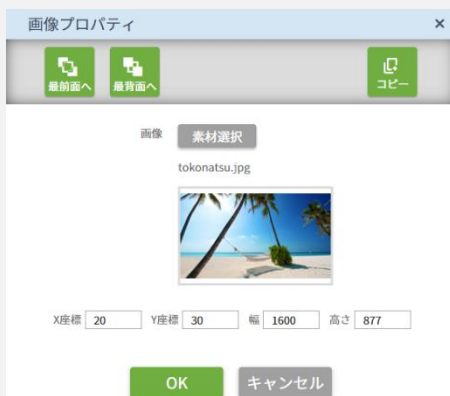 画像プロパティ ×
最前面へ 最背面へ コピー
画像 素材選択
tokonatsu.jpg
X座標 20 Y座標 30 幅 1600 高さ 877
OK キャンセル